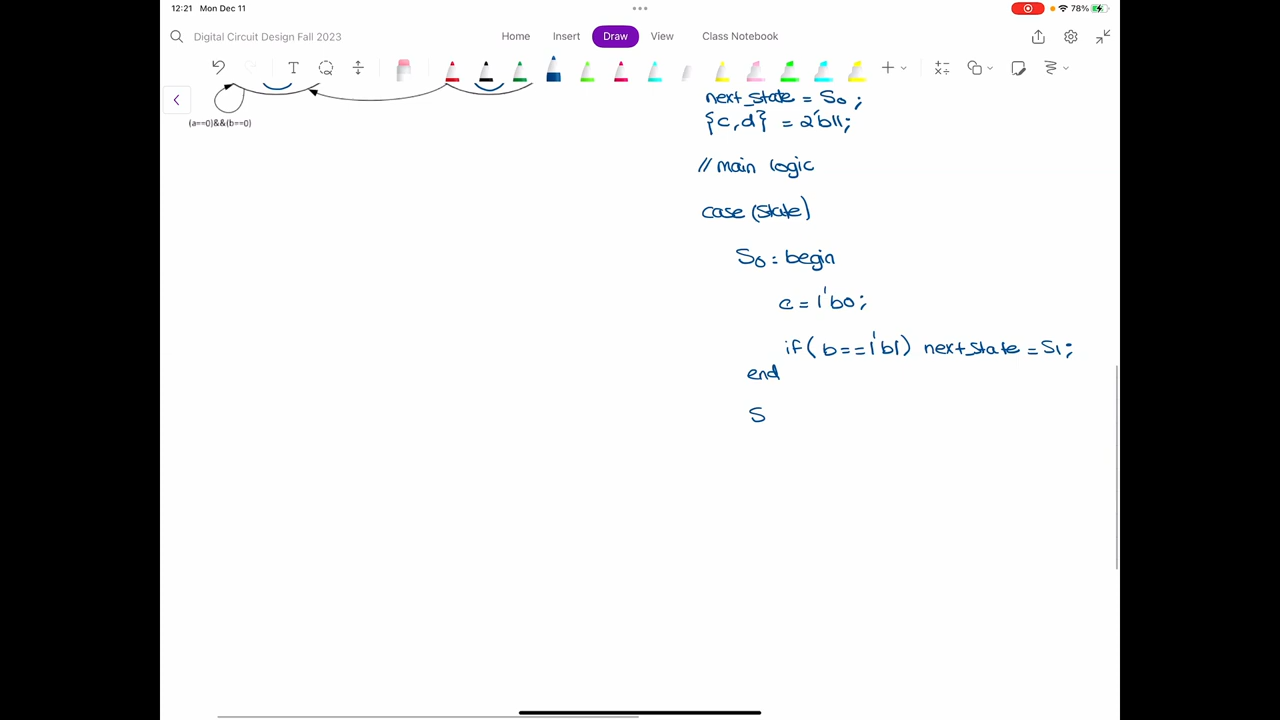 12:21 Mon Dec 11
78%
Digital Circuit Design Fall 2023
Home Insert Draw View Class Notebook
(a==0)&&(b==0)
next_state = S0;
{c,d} = 2'b11;
// main logic
case (state)
S0: begin
c = 1'b0;
if (b==1'b1) next_state = S1;
end
S